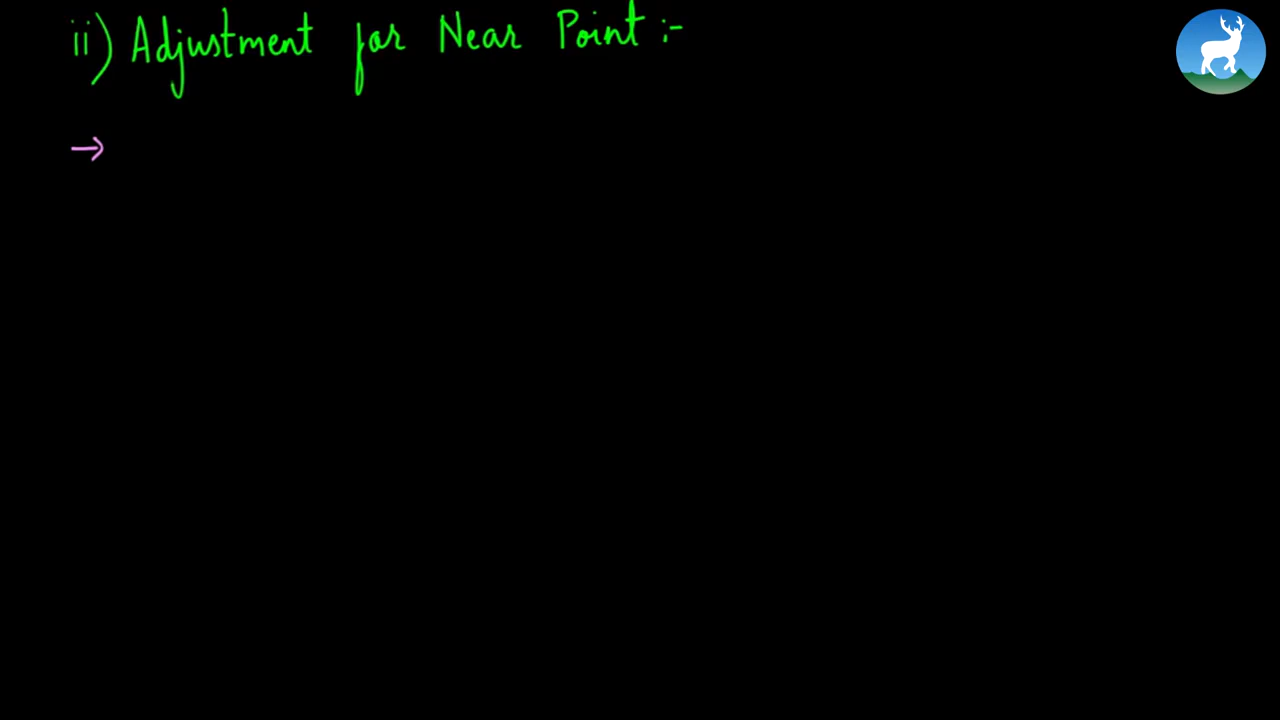 ii) Adjustment for Near Point :-
→